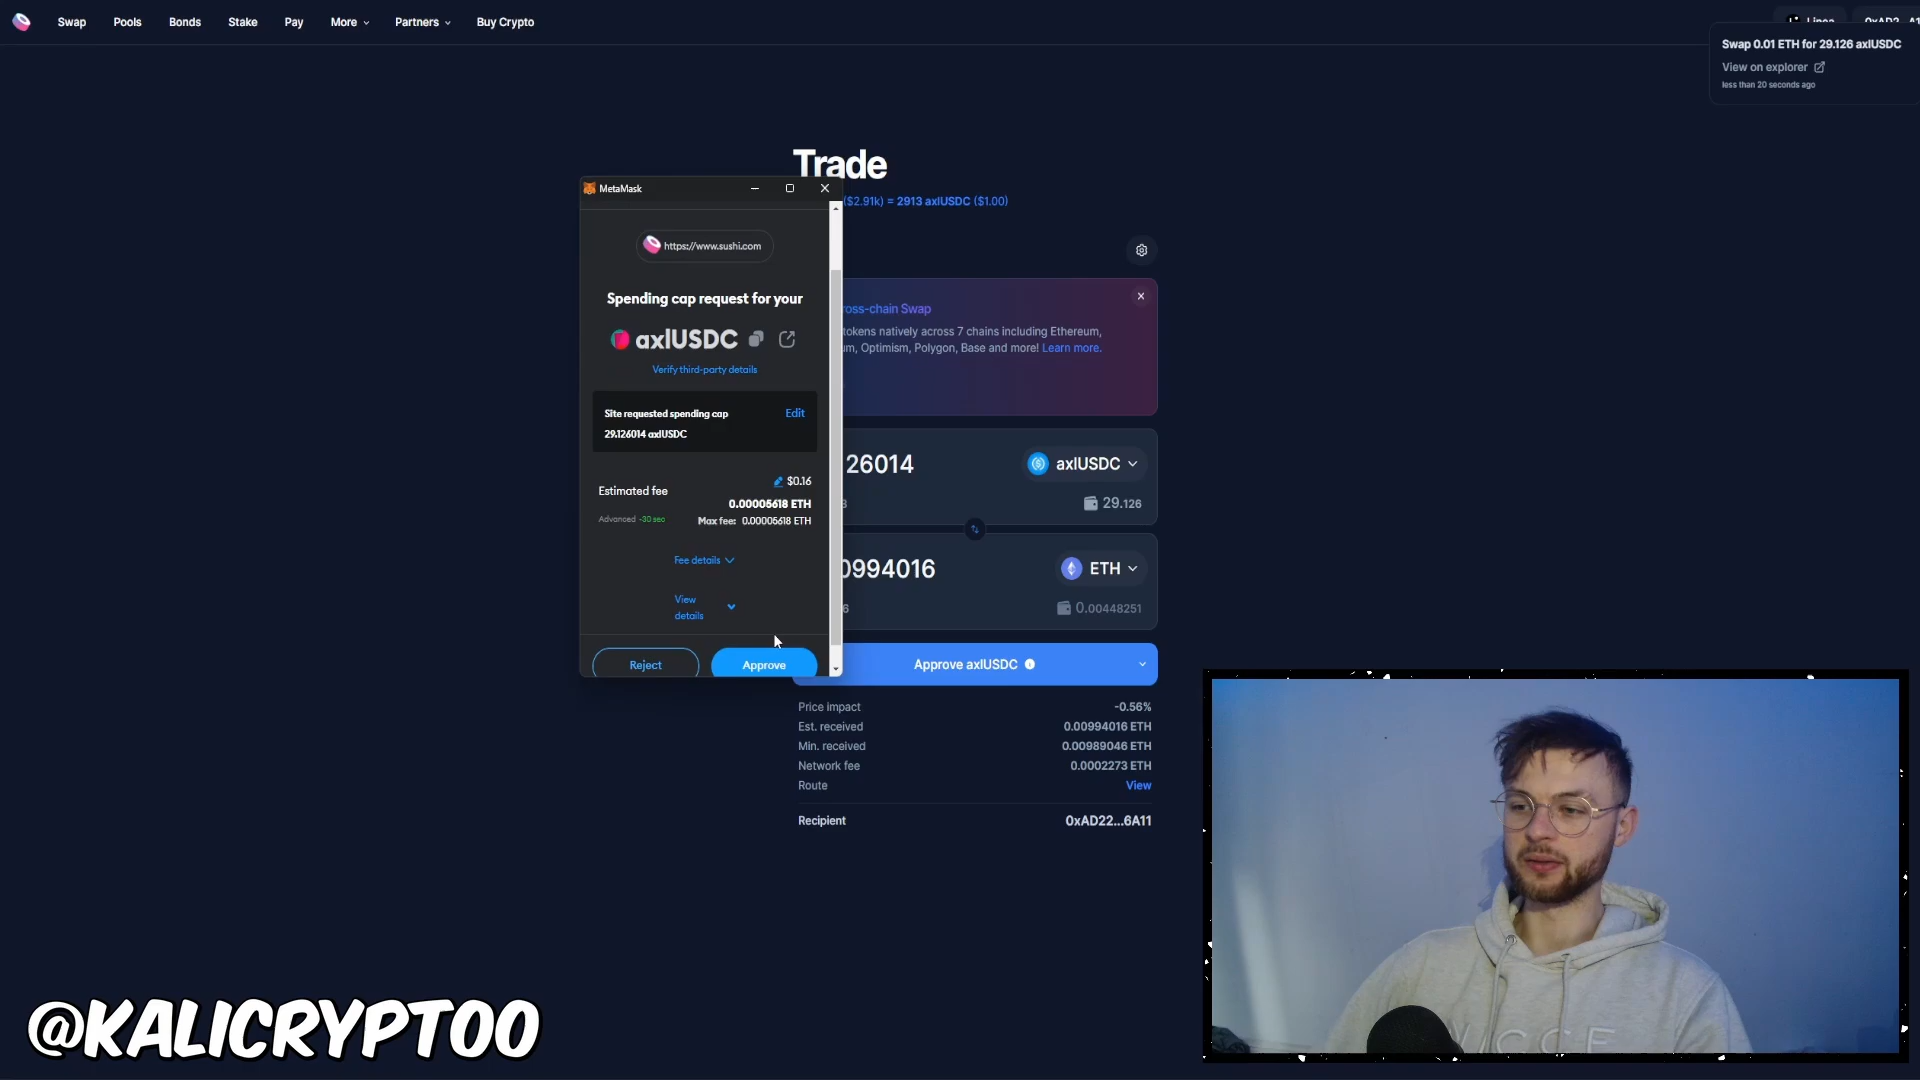 Swap Pools Bonds Stake Pay More Partners Buy Crypto
Linea
Swap 0.01 ETH for 29.126 axlUSDC
View on explorer
less than 20 seconds ago
Trade
($2.91k) = 2913 axlUSDC ($1.00)
MetaMask
https://www.sushi.com
Spending cap request for your
axlUSDC
Verify third-party details
Site requested spending cap Edit
29.126014 axlUSDC
$0.16
Estimated fee
0.00005618 ETH
Advanced ~30 sec Max fee: 0.00005618 ETH
Fee details
View
details
Reject Approve
ross-chain Swap
tokens natively across 7 chains including Ethereum,
um, Optimism, Polygon, Base and more! Learn more.
26014 axlUSDC
29.126
0994016 ETH
6 0.00448251
Approve axlUSDC
Price impact -0.56%
Est. received 0.00994016 ETH
Min. received 0.00989046 ETH
Network fee 0.0002273 ETH
Route View
Recipient 0xAD22...6A11
@KALICRYPTOO